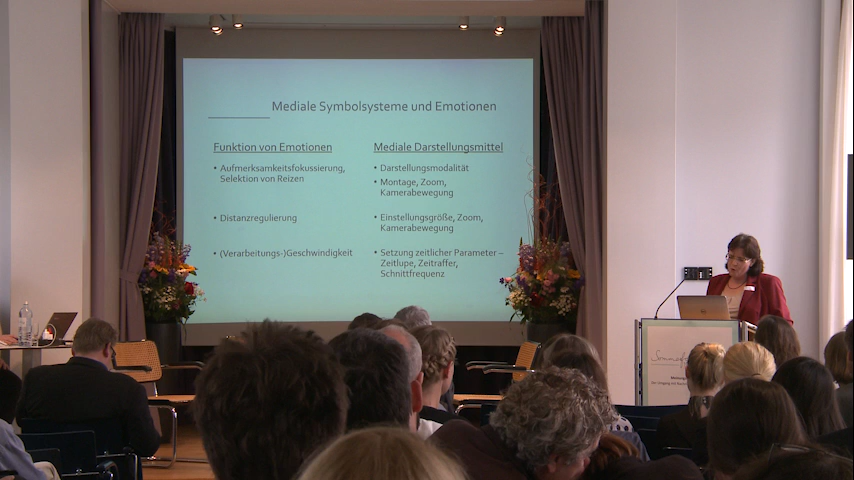 Mediale Symbolsysteme und Emotionen
Funktion von Emotionen
• Aufmerksamkeitsfokussierung,
Selektion von Reizen
• Distanzregulierung
• (Verarbeitungs-)Geschwindigkeit
Mediale Darstellungsmittel
• Darstellungsmodalität
• Montage, Zoom,
Kamerabewegung
• Einstellungsgröße, Zoom,
Kamerabewegung
• Setzung zeitlicher Parameter –
Zeitlupe, Zeitraffer,
Schnittfrequenz